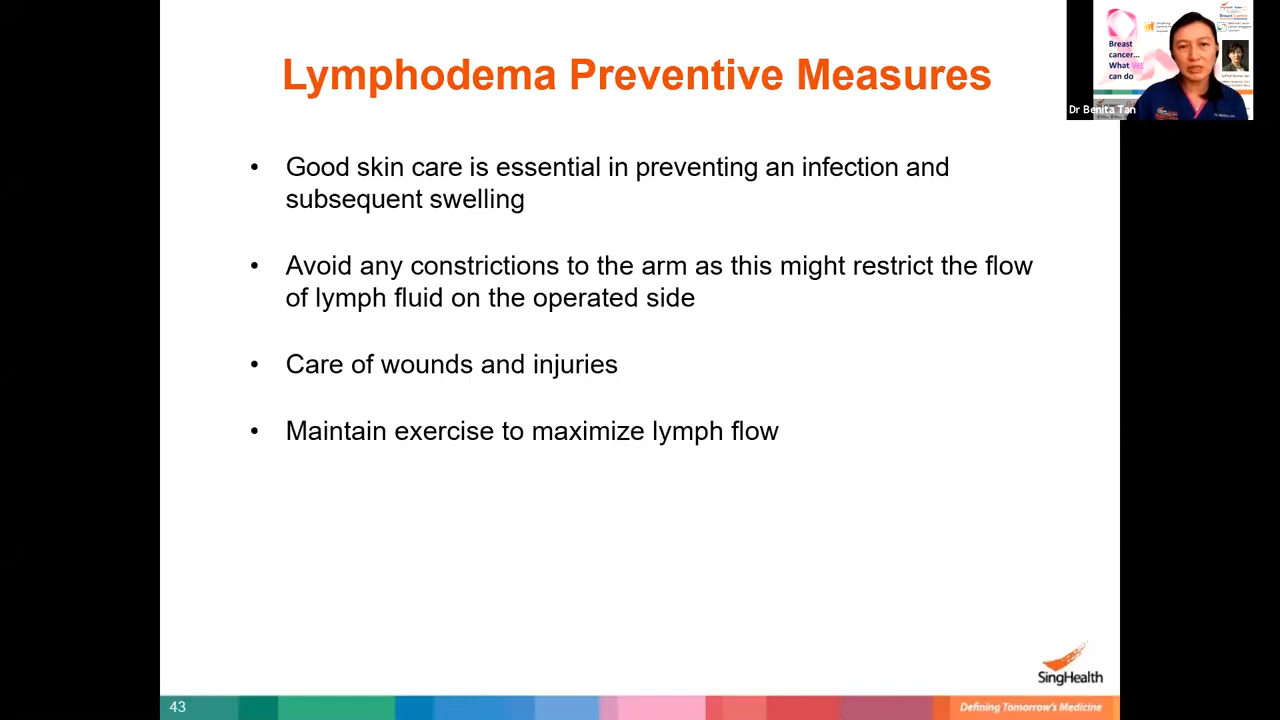 Lymphodema Preventive Measures
• Good skin care is essential in preventing an infection and
subsequent swelling
• Avoid any constrictions to the arm as this might restrict the flow
of lymph fluid on the operated side
• Care of wounds and injuries
• Maintain exercise to maximize lymph flow
SingHealth
43
Defining Tomorrow's Medicine
Breast
cancer...
What WE
can do
Dr Benita Tan